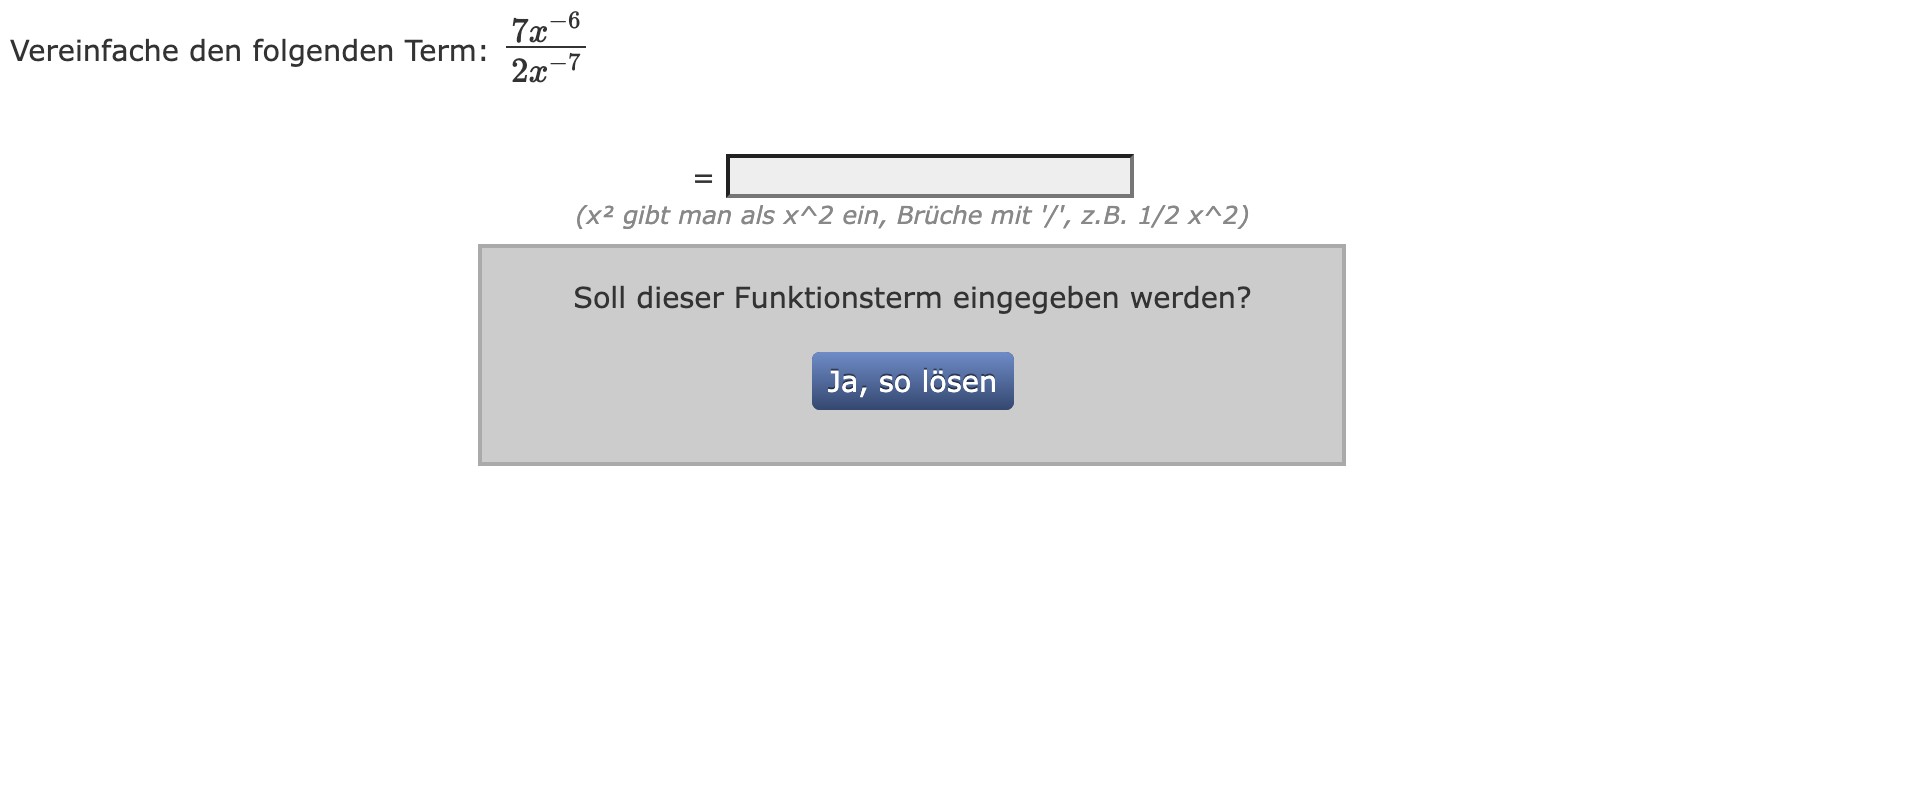 Vereinfache den folgenden Term: \frac{7x^{-6}}{2x^{-7}}
=
(x² gibt man als x^2 ein, Brüche mit '/', z.B. 1/2 x^2)
Soll dieser Funktionsterm eingegeben werden?
Ja, so lösen